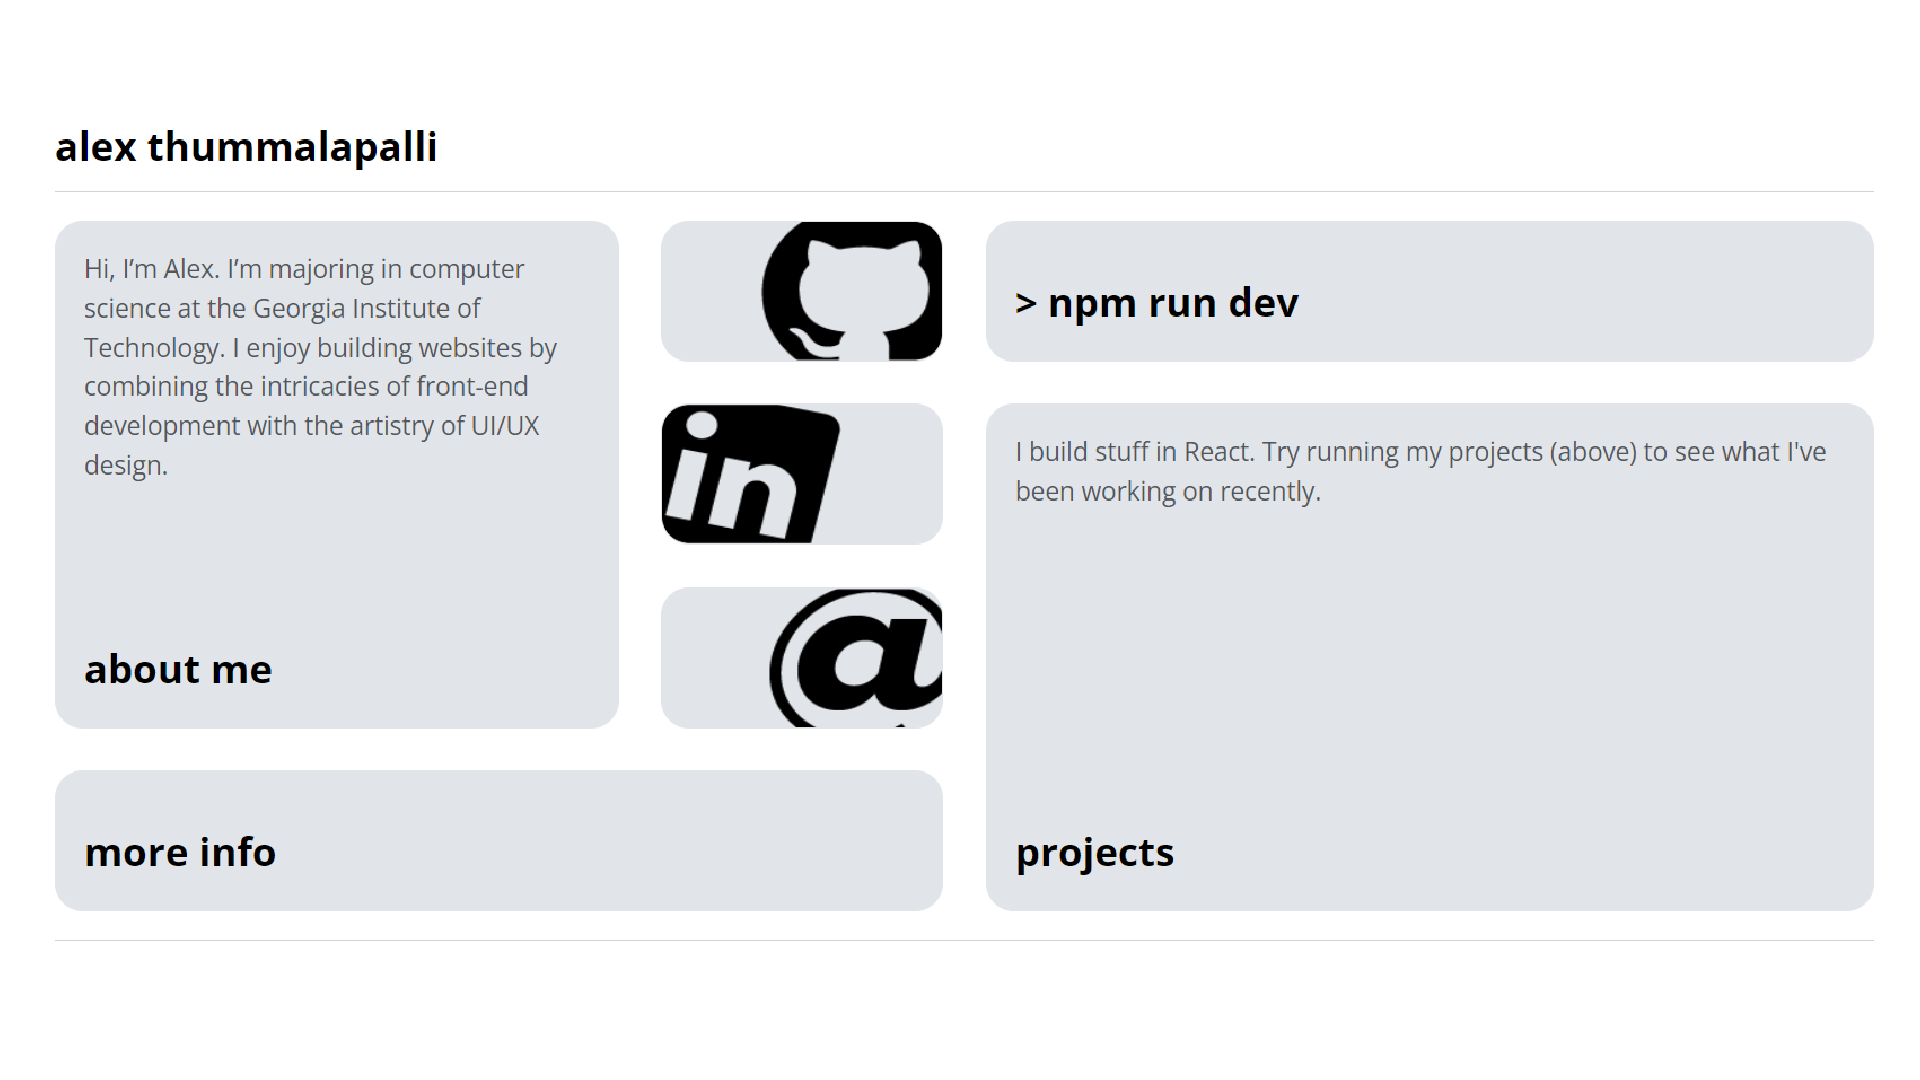 alex thummalapalli
Hi, I’m Alex. I’m majoring in computer
science at the Georgia Institute of
Technology. I enjoy building websites by
combining the intricacies of front-end
development with the artistry of UI/UX
design.
about me
in
@
more info
> npm run dev
I build stuff in React. Try running my projects (above) to see what I've
been working on recently.
projects